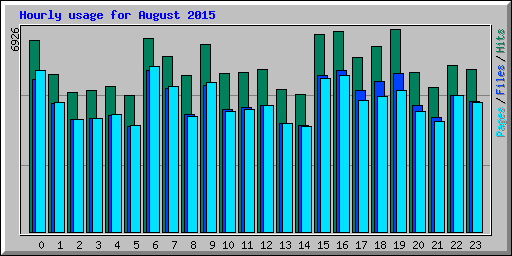 Hourly usage for August 2015
6926
Pages/Files/Hits
0 1 2 3 4 5 6 7 8 9 10 11 12 13 14 15 16 17 18 19 20 21 22 23